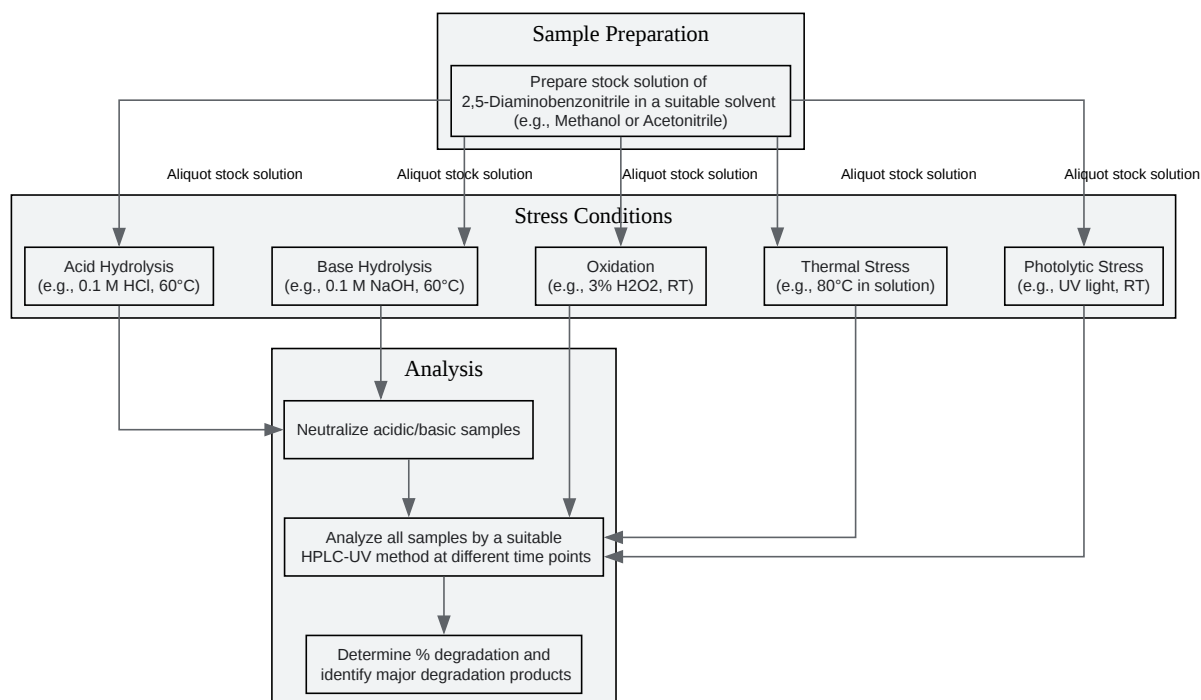 Sample Preparation
Prepare stock solution of
2,5-Diaminobenzonitrile in a suitable solvent
(e.g., Methanol or Acetonitrile)
Aliquot stock solution
Aliquot stock solution
Aliquot stock solution
Aliquot stock solution
Aliquot stock solution
Stress Conditions
Acid Hydrolysis
(e.g., 0.1 M HCl, 60°C)
Base Hydrolysis
(e.g., 0.1 M NaOH, 60°C)
Oxidation
(e.g., 3% H2O2, RT)
Thermal Stress
(e.g., 80°C in solution)
Photolytic Stress
(e.g., UV light, RT)
Analysis
Neutralize acidic/basic samples
Analyze all samples by a suitable
HPLC-UV method at different time points
Determine % degradation and
identify major degradation products